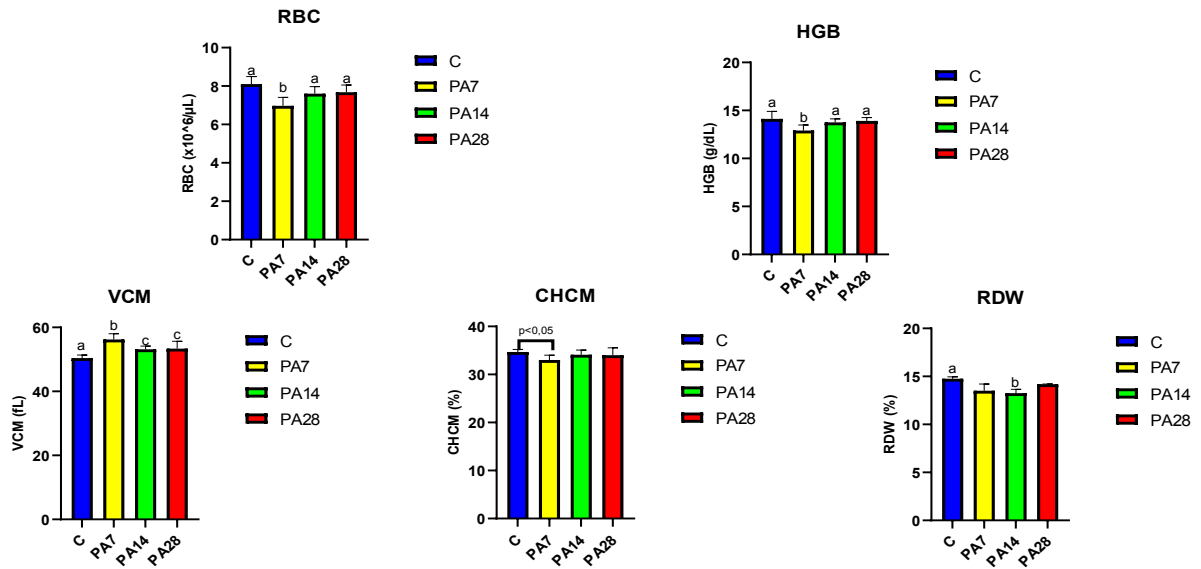 RBC
RBC (x10^6/µL)
10
8
6
4
2
0
a
b
a
a
C
PA7
PA14
PA28
C
PA7
PA14
PA28
HGB
HGB (g/dL)
20
15
10
5
0
a
b
a
a
C
PA7
PA14
PA28
C
PA7
PA14
PA28
VCM
VCM (fL)
60
40
20
0
a
b
c
c
C
PA7
PA14
PA28
C
PA7
PA14
PA28
CHCM
CHCM (%)
40
30
20
10
0
p<0,05
C
PA7
PA14
PA28
C
PA7
PA14
PA28
RDW
RDW (%)
20
15
10
5
0
a
b
C
PA7
PA14
PA28
C
PA7
PA14
PA28